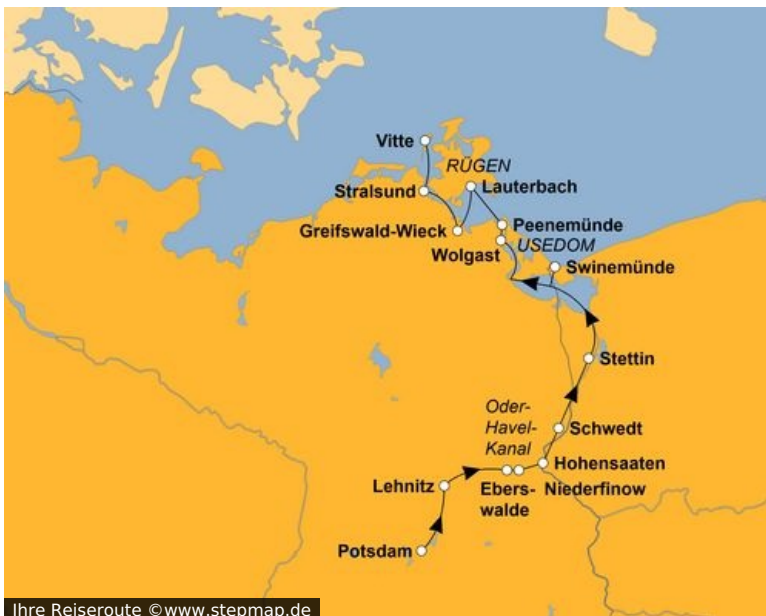 Vitte
RÜGEN
Stralsund
Lauterbach
Greifswald-Wieck
Peenemünde
USEDOM
Wolgast
Swinemünde
Stettin
Oder-
Havel-
Kanal
Schwedt
Hohensaaten
Lehnitz
Ebers-
walde
Niederfinow
Potsdam
Ihre Reiseroute ©www.stepmap.de